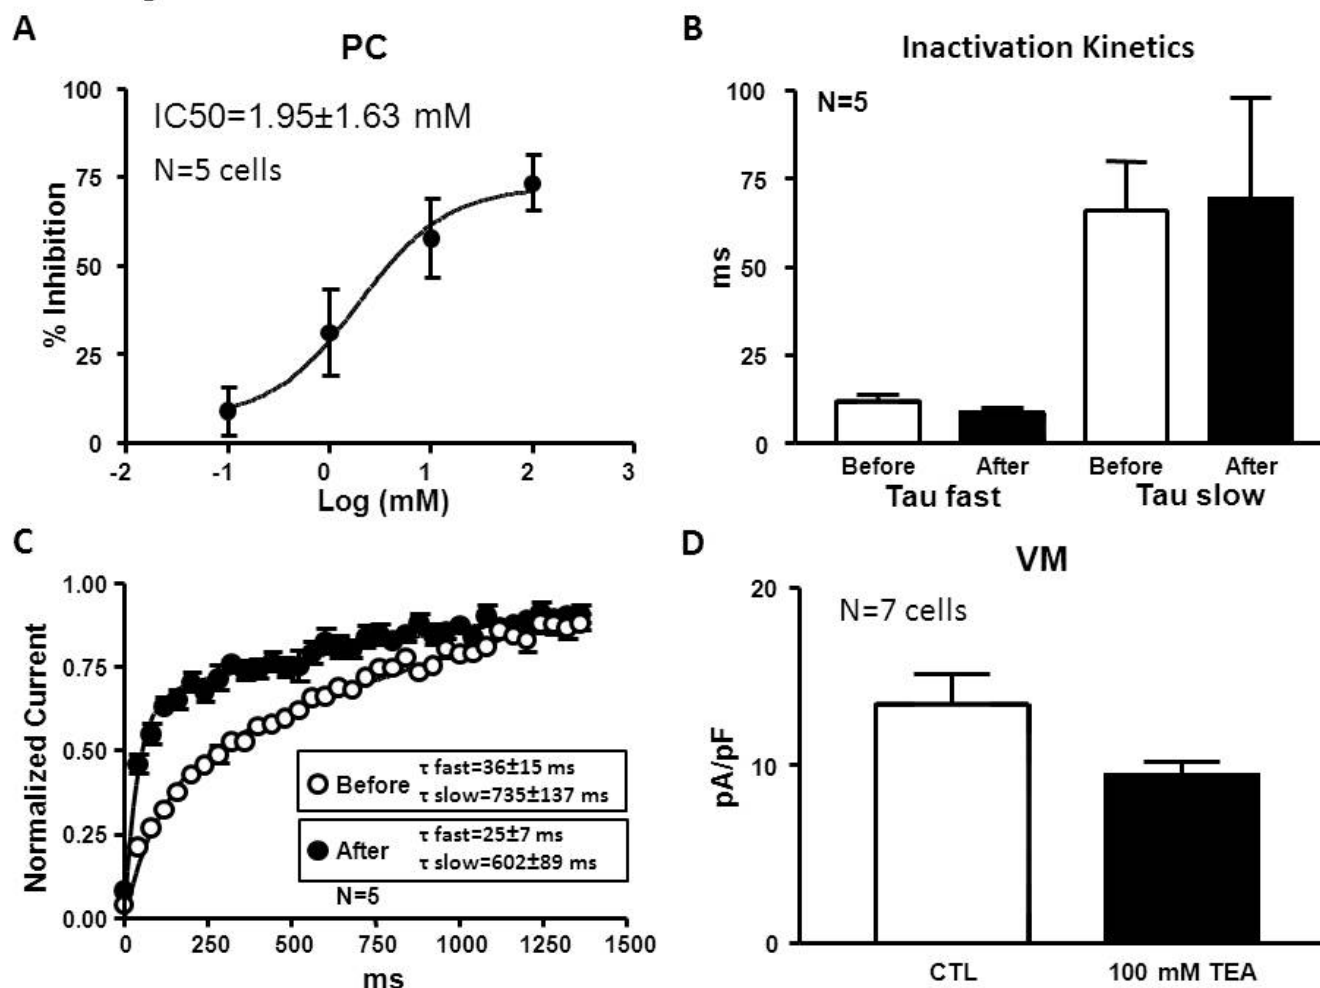 A
PC
100
IC50=1.95±1.63 mM
N=5 cells
75
50
25
0
% Inhibition
-2
-1
0
1
2
3
Log (mM)
B
Inactivation Kinetics
100
N=5
75
50
25
0
ms
Before
After
Before
After
Tau fast
Tau slow
C
1.00
0.75
0.50
0.25
0.00
Normalized Current
Before
τ fast=36±15 ms
τ slow=735±137 ms
After
τ fast=25±7 ms
τ slow=602±89 ms
N=5
0
250
500
750
1000
1250
1500
ms
D
VM
20
N=7 cells
10
0
pA/pF
CTL
100 mM TEA